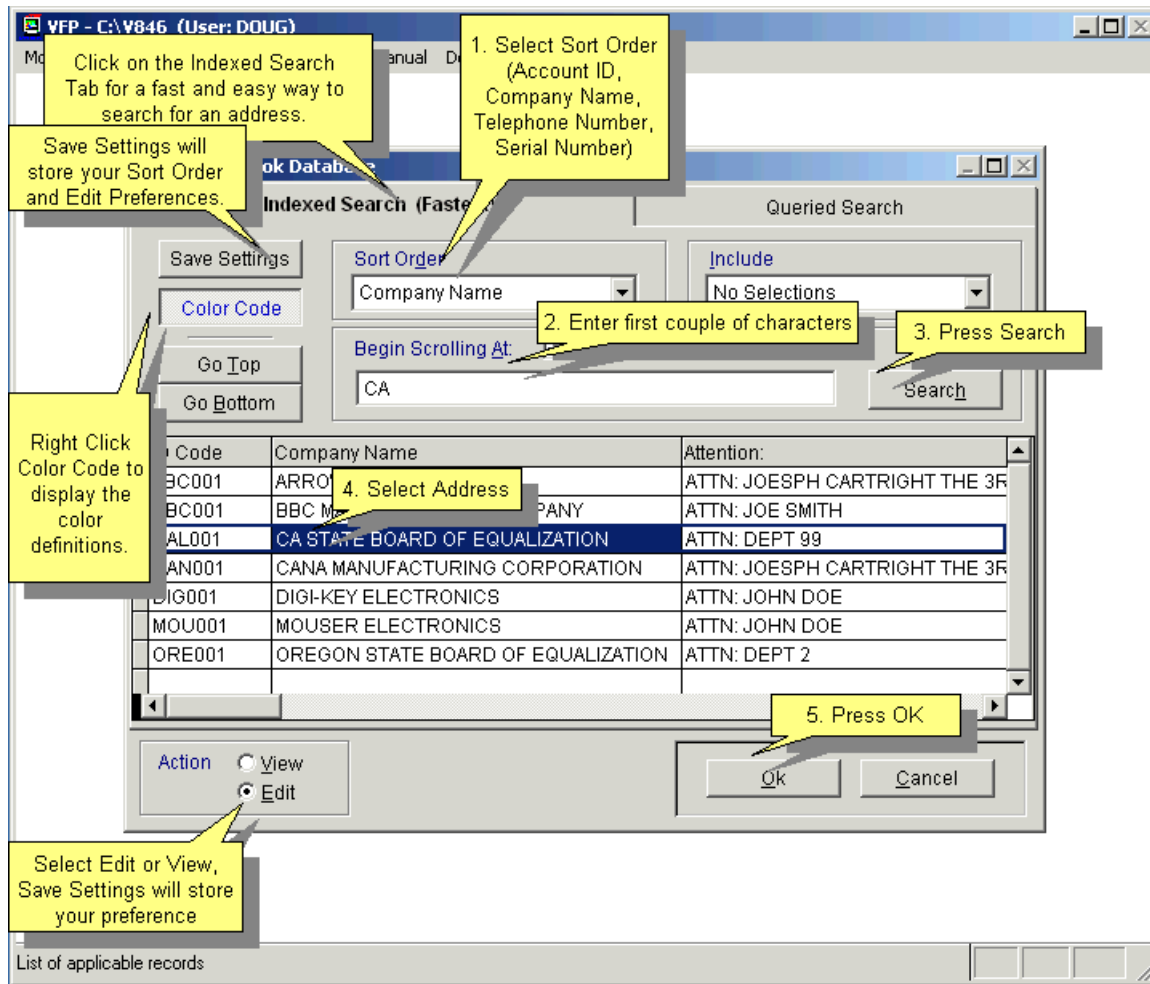 VFP - C:\V846 (User: DOUG)
Click on the Indexed Search
Tab for a fast and easy way to
search for an address.
1. Select Sort Order
(Account ID,
Company Name,
Telephone Number,
Serial Number)
Save Settings will
store your Sort Order
and Edit Preferences.
Indexed Search
Queried Search
Save Settings
Color Code
Go Top
Go Bottom
Sort Order
Company Name
Include
No Selections
2. Enter first couple of characters
3. Press Search
Begin Scrolling At:
CA
Search
Right Click
Color Code to
display the
color
definitions.
Code Company Name Attention:
ATTN: JOESPH CARTRIGHT THE 3R
4. Select Address
BBC ATTN: JOE SMITH
CA STATE BOARD OF EQUALIZATION ATTN: DEPT 99
CANA MANUFACTURING CORPORATION ATTN: JOESPH CARTRIGHT THE 3R
DIG001 DIGI-KEY ELECTRONICS ATTN: JOHN DOE
MOU001 MOUSER ELECTRONICS ATTN: JOHN DOE
ORE001 OREGON STATE BOARD OF EQUALIZATION ATTN: DEPT 2
5. Press OK
Action
View
Edit
Ok
Cancel
Select Edit or View,
Save Settings will store
your preference
List of applicable records